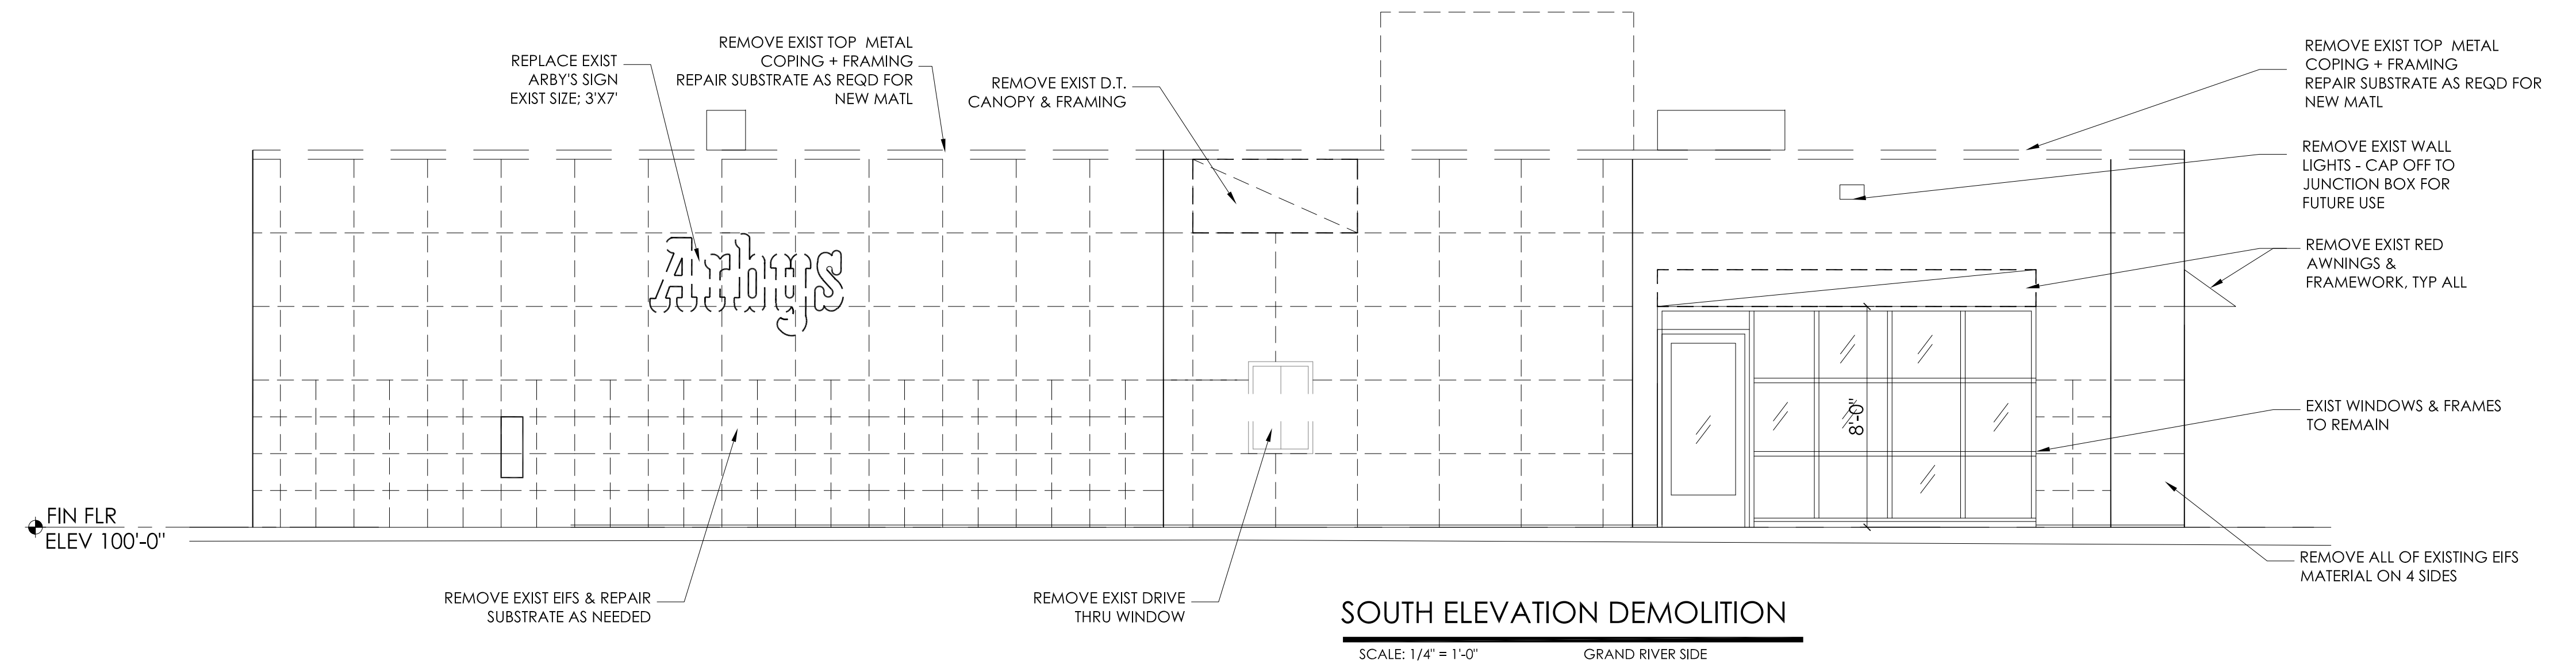 REPLACE EXIST
ARBY'S SIGN
EXIST SIZE; 3'X7'
REMOVE EXIST TOP METAL
COPING + FRAMING
REPAIR SUBSTRATE AS REQD FOR
NEW MATL
REMOVE EXIST D.T.
CANOPY & FRAMING
REMOVE EXIST TOP METAL
COPING + FRAMING
REPAIR SUBSTRATE AS REQD FOR
NEW MATL
REMOVE EXIST WALL
LIGHTS - CAP OFF TO
JUNCTION BOX FOR
FUTURE USE
REMOVE EXIST RED
AWNINGS &
FRAMEWORK, TYP ALL
Arbys
8'-0"
EXIST WINDOWS & FRAMES
TO REMAIN
FIN FLR
ELEV 100'-0"
REMOVE ALL OF EXISTING EIFS
MATERIAL ON 4 SIDES
REMOVE EXIST EIFS & REPAIR
SUBSTRATE AS NEEDED
REMOVE EXIST DRIVE
THRU WINDOW
SOUTH ELEVATION DEMOLITION
SCALE: 1/4" = 1'-0"
GRAND RIVER SIDE